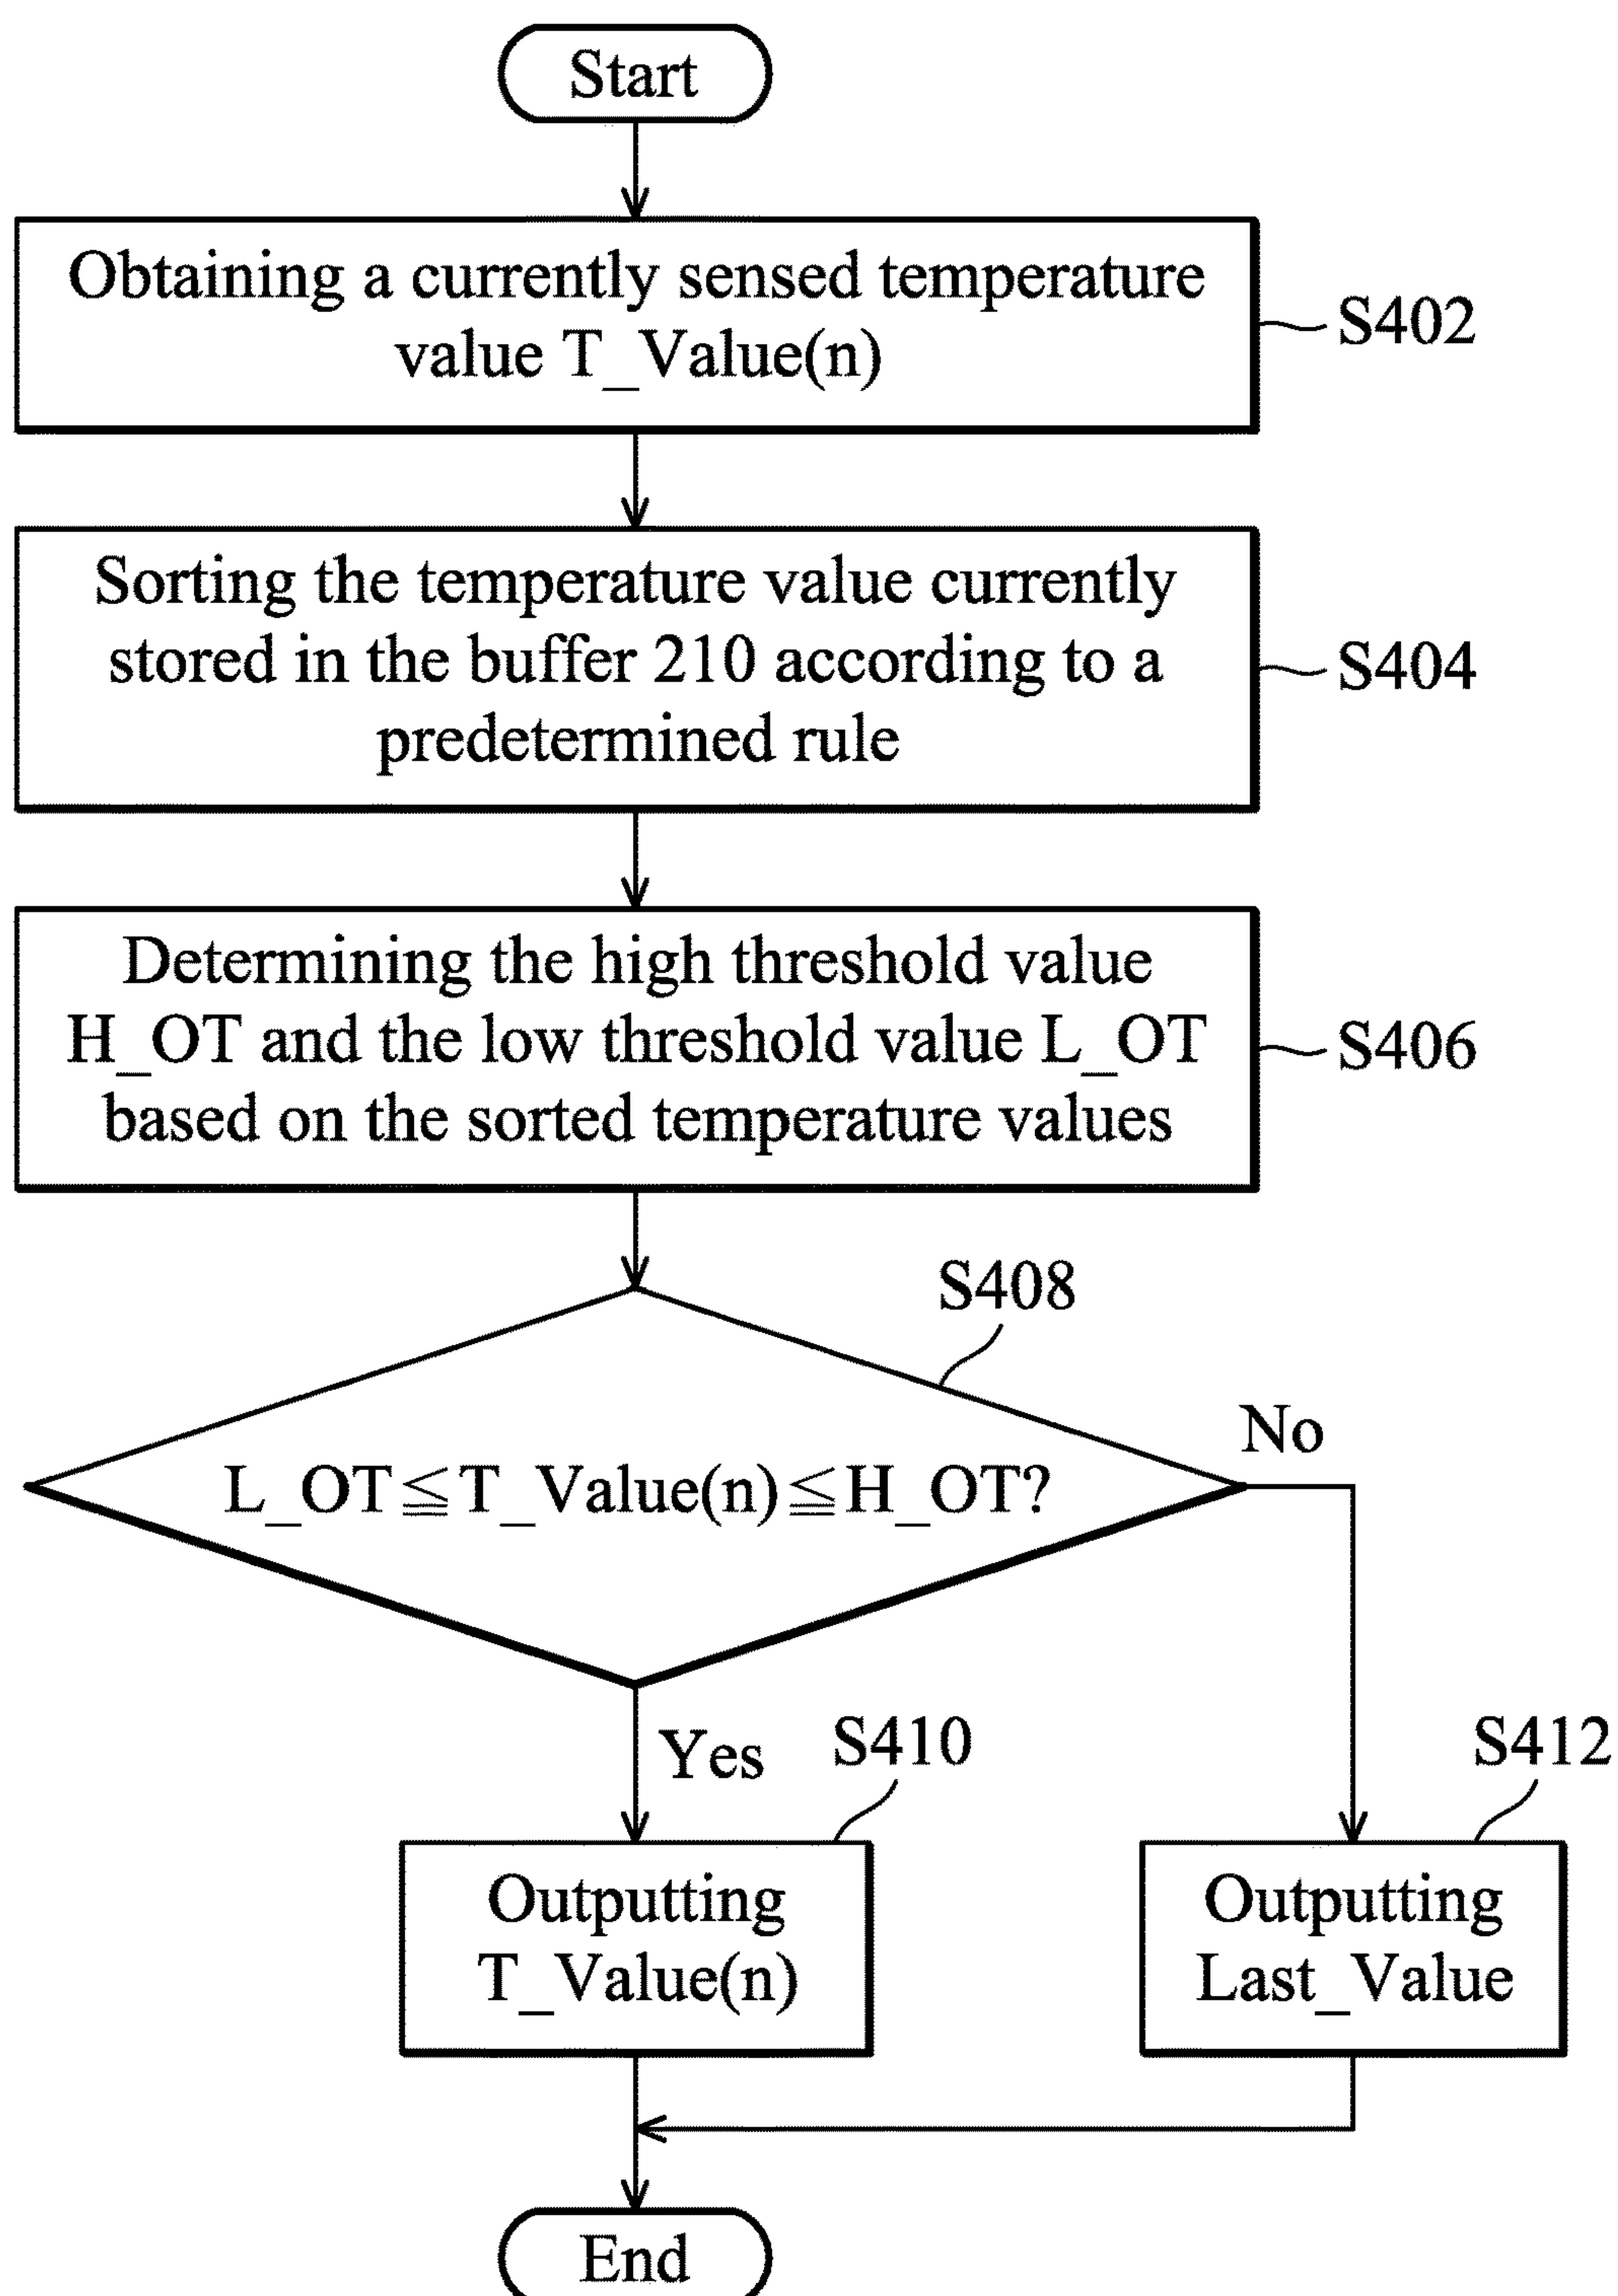 Start
Obtaining a currently sensed temperature
value T_Value(n)
S402
Sorting the temperature value currently
stored in the buffer 210 according to a
predetermined rule
S404
Determining the high threshold value
H_OT and the low threshold value L_OT
based on the sorted temperature values
S406
S408
L_OT≦T_Value(n)≦H_OT?
No
Yes
S410
Outputting
T_Value(n)
S412
Outputting
Last_Value
End